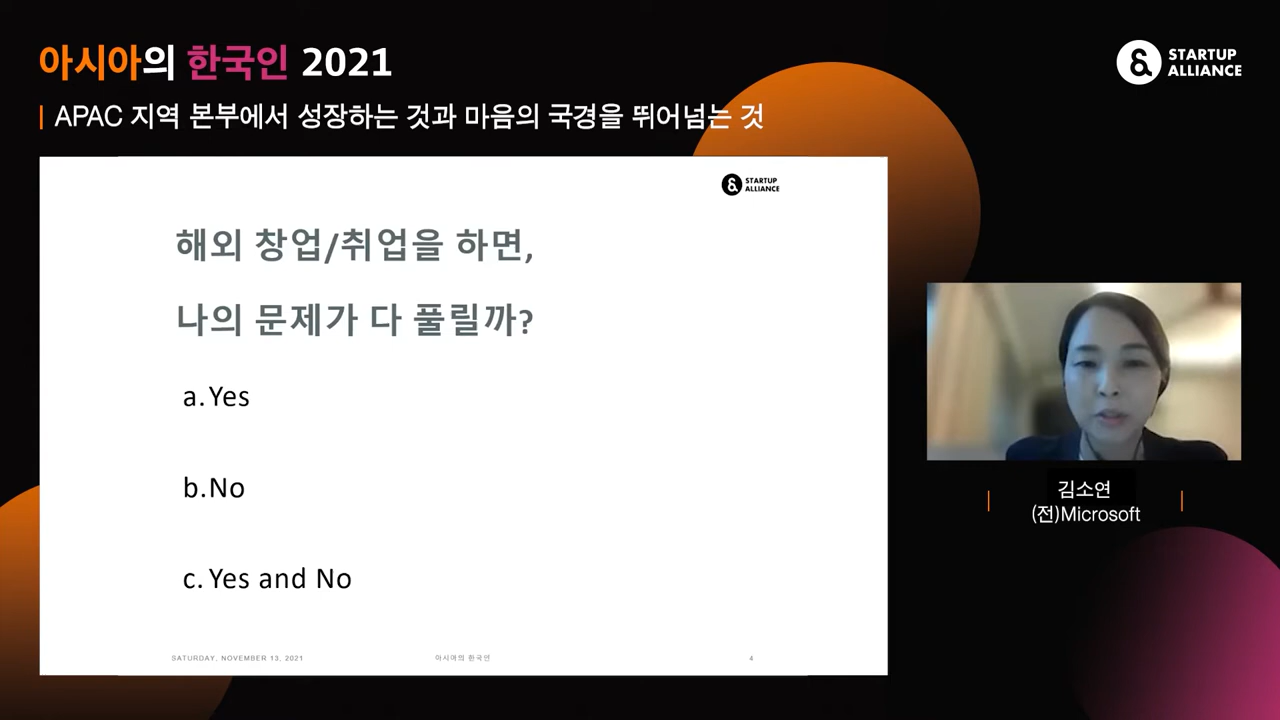 아시아의 한국인 2021
APAC 지역 본부에서 성장하는 것과 마음의 국경을 뛰어넘는 것
STARTUP
ALLIANCE
STARTUP
ALLIANCE
해외 창업/취업을 하면,
나의 문제가 다 풀릴까?
a. Yes
b. No
c. Yes and No
SATURDAY, NOVEMBER 13, 2021
아시아의 한국인
4
김소연
(전)Microsoft